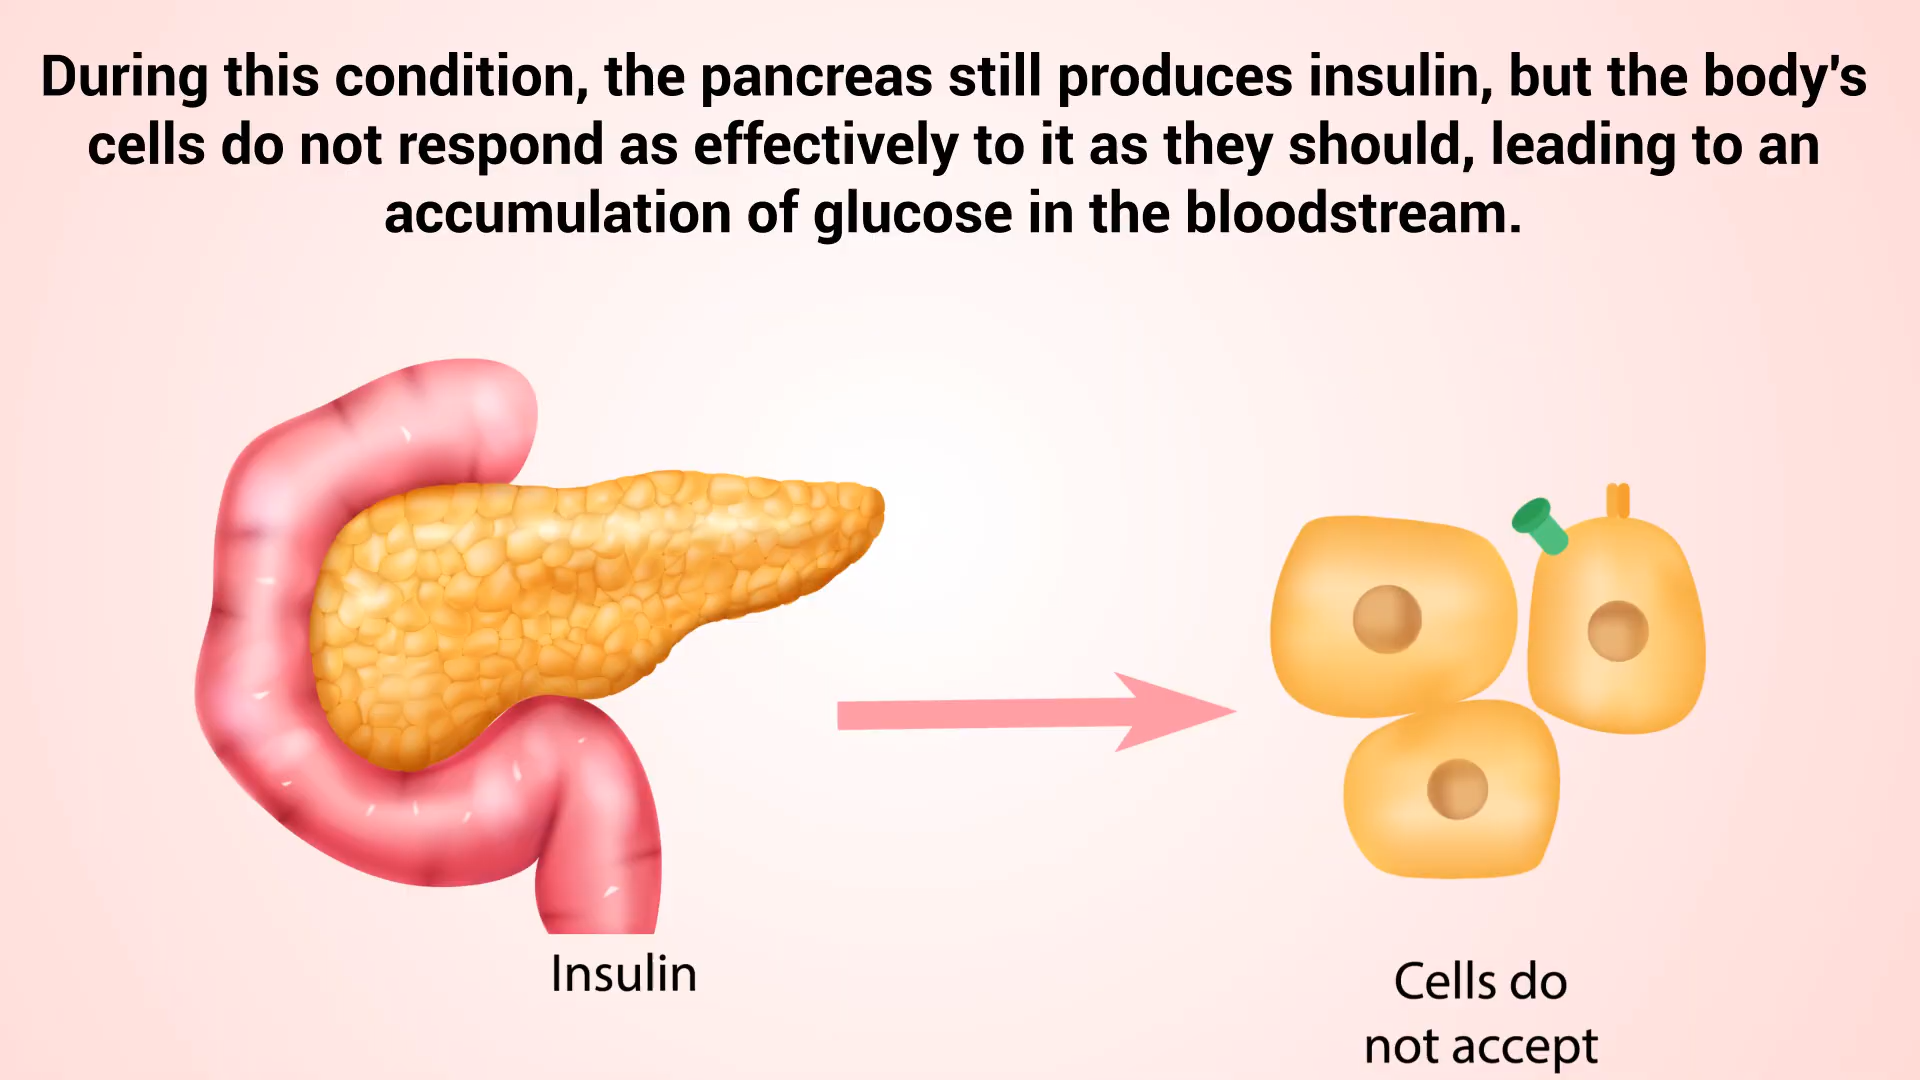 During this condition, the pancreas still produces insulin, but the body's
cells do not respond as effectively to it as they should, leading to an
accumulation of glucose in the bloodstream.
Insulin
Cells do
not accept